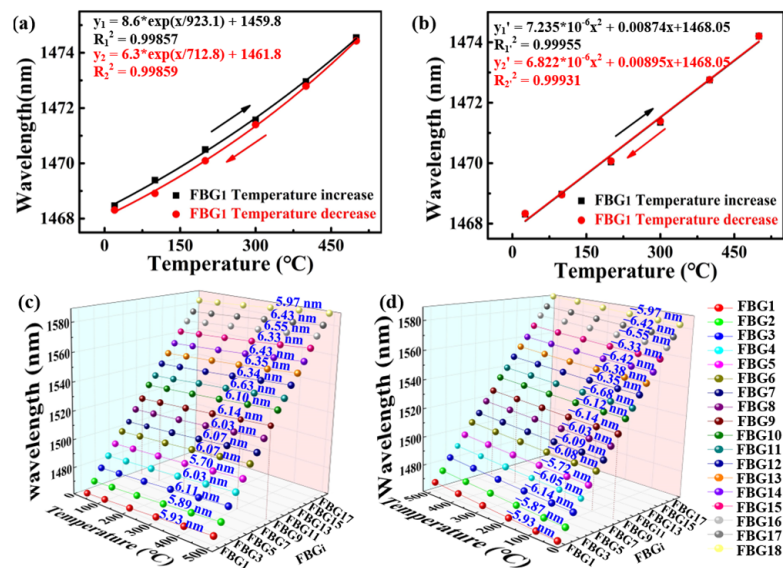 (a)
y₁ = 8.6*exp(x/923.1) + 1459.8
R₁² = 0.99857
y₂ = 6.3*exp(x/712.8) + 1461.8
R₂² = 0.99859
1474
1472
1470
1468
Wavelength(nm)
FBG1 Temperature increase
FBG1 Temperature decrease
0 150 300 450
Temperature (℃)
(b)
y₁' = 7.235*10⁻⁶x² + 0.00874x+1468.05
R₁'² = 0.99955
y₂' = 6.822*10⁻⁶x² + 0.00895x+1468.05
R₂'² = 0.99931
1474
1472
1470
1468
Wavelength(nm)
FBG1 Temperature increase
FBG1 Temperature decrease
0 150 300 450
Temperature (℃)
(c)
1580
1560
1540
1520
1500
1480
Wavelength (nm)
5.97 nm
6.43 nm
6.55 nm
6.33 nm
6.43 nm
6.35 nm
6.34 nm
6.63 nm
6.10 nm
6.14 nm
6.03 nm
6.07 nm
6.07 nm
5.70 nm
6.03 nm
6.11 nm
5.89 nm
5.93 nm
0 100 200 300 400 500
Temperature (℃)
FBG1
FBG3
FBG5
FBG7
FBG9
FBG11
FBG13
FBG15
FBG17
FBGi
(d)
1580
1560
1540
1520
1500
1480
Wavelength (nm)
-5.97 nm
-6.42 nm
-6.55 nm
-6.33 nm
-6.42 nm
-6.38 nm
-6.35 nm
-6.68 nm
-6.12 nm
-6.14 nm
-6.03 nm
-6.09 nm
-6.08 nm
-5.72 nm
-6.05 nm
-6.14 nm
-5.87 nm
-5.93 nm
500 400 300 200 100 0
Temperature (℃)
FBG1
FBG3
FBG5
FBG7
FBG9
FBG11
FBG13
FBG15
FBG17
FBGi
FBG1
FBG2
FBG3
FBG4
FBG5
FBG6
FBG7
FBG8
FBG9
FBG10
FBG11
FBG12
FBG13
FBG14
FBG15
FBG16
FBG17
FBG18